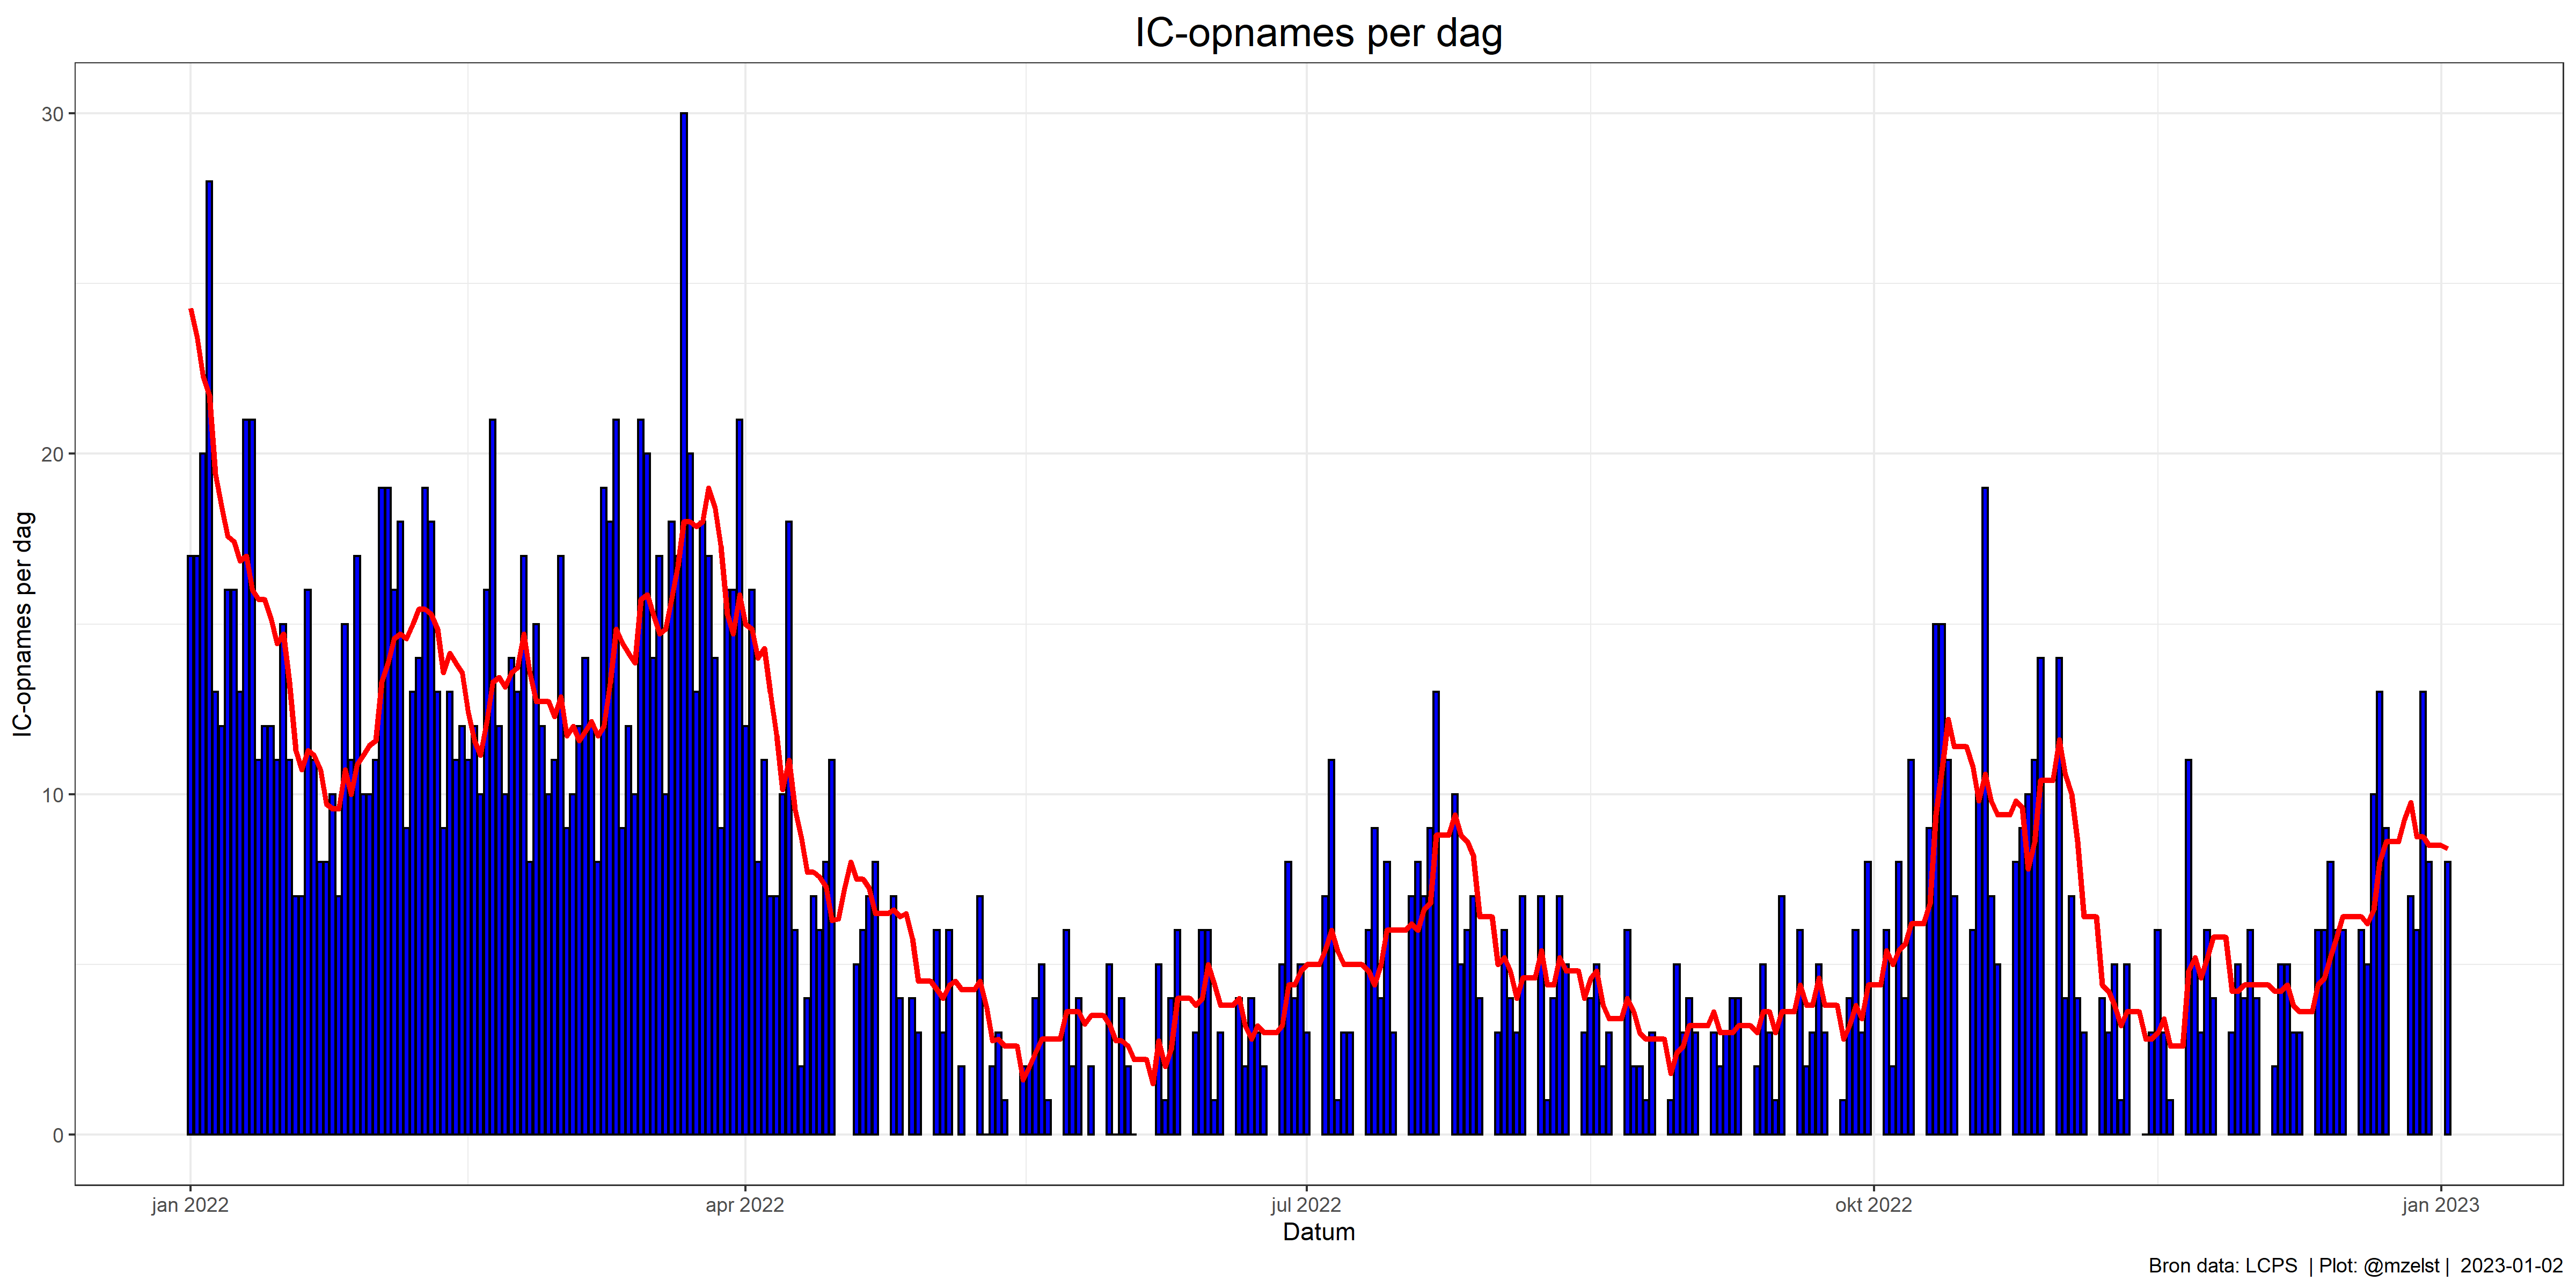 IC-opnames per dag
IC-opnames per dag
30
20
10
0
jan 2022
apr 2022
jul 2022
okt 2022
jan 2023
Datum
Bron data: LCPS | Plot: @mzelst | 2023-01-02